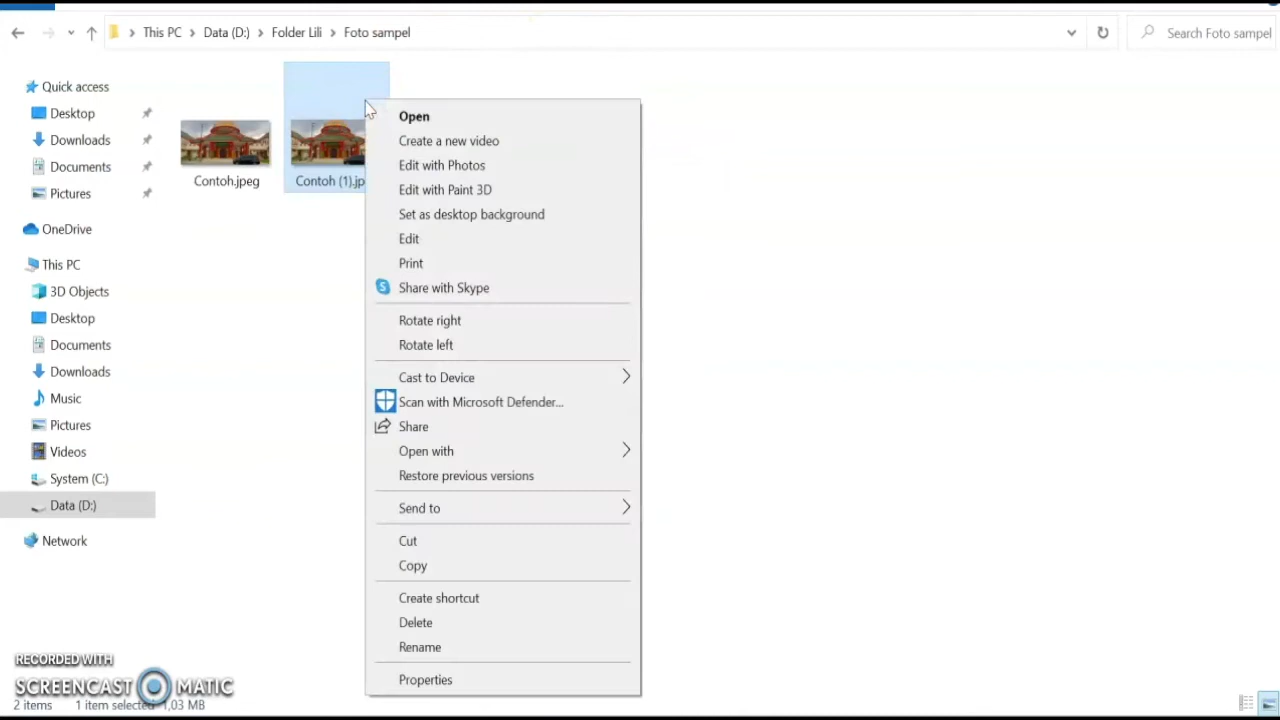 This PC > Data (D:) > Folder Lili > Foto sampel
Search Foto sampel
Quick access
Desktop
Downloads
Documents
Pictures
OneDrive
This PC
3D Objects
Desktop
Documents
Downloads
Music
Pictures
Videos
System (C:)
Data (D:)
Network
Contoh.jpeg
Contoh (1).jp
Open
Create a new video
Edit with Photos
Edit with Paint 3D
Set as desktop background
Edit
Print
Share with Skype
Rotate right
Rotate left
Cast to Device
Scan with Microsoft Defender...
Share
Open with
Restore previous versions
Send to
Cut
Copy
Create shortcut
Delete
Rename
Properties
RECORDED WITH
SCREENCAST MATIC
2 items 1 item selected 1,03 MB